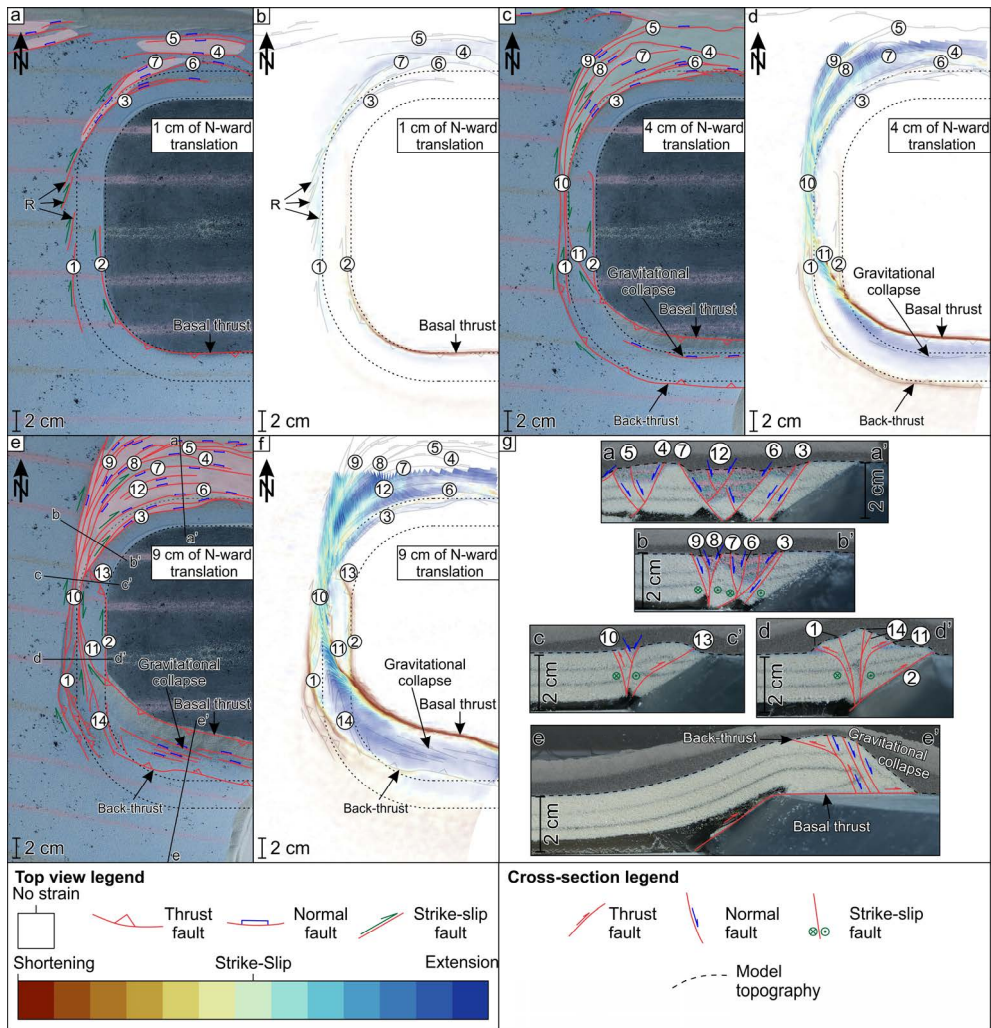 a
N
5
4
7
6
3
1 cm of N-ward
translation
R
1
2
Basal thrust
2 cm
b
N
5
4
7
6
3
1 cm of N-ward
translation
R
1
2
Basal thrust
2 cm
c
N
5
4
9
7
8
6
3
4 cm of N-ward
translation
10
11
1
2
Gravitational
collapse
Basal thrust
Back-thrust
2 cm
d
N
5
4
9
7
8
6
3
4 cm of N-ward
translation
10
11
1
2
Gravitational
collapse
Basal thrust
Back-thrust
2 cm
e
N
a
5
9
8
4
7
12
6
3
b
a'
b'
9 cm of N-ward
translation
13
c
c'
10
11
2
d
d'
1
Gravitational
collapse
Basal thrust
e'
14
Back-thrust
2 cm
e
f
N
5
4
9
8
7
12
6
3
9 cm of N-ward
translation
13
10
11
2
1
Gravitational
collapse
Basal thrust
14
Back-thrust
2 cm
g
a
5
4
7
12
6
3
a'
2 cm
b
9
8
7
6
3
b'
2 cm
c
10
13
c'
2 cm
d
1
14
11
d'
2
2 cm
e
Back-thrust
Gravitational
collapse
e'
Basal thrust
2 cm
Top view legend
No strain
Thrust
fault
Normal
fault
Strike-slip
fault
Shortening
Strike-Slip
Extension
Cross-section legend
Thrust
fault
Normal
fault
Strike-slip
fault
Model
topography